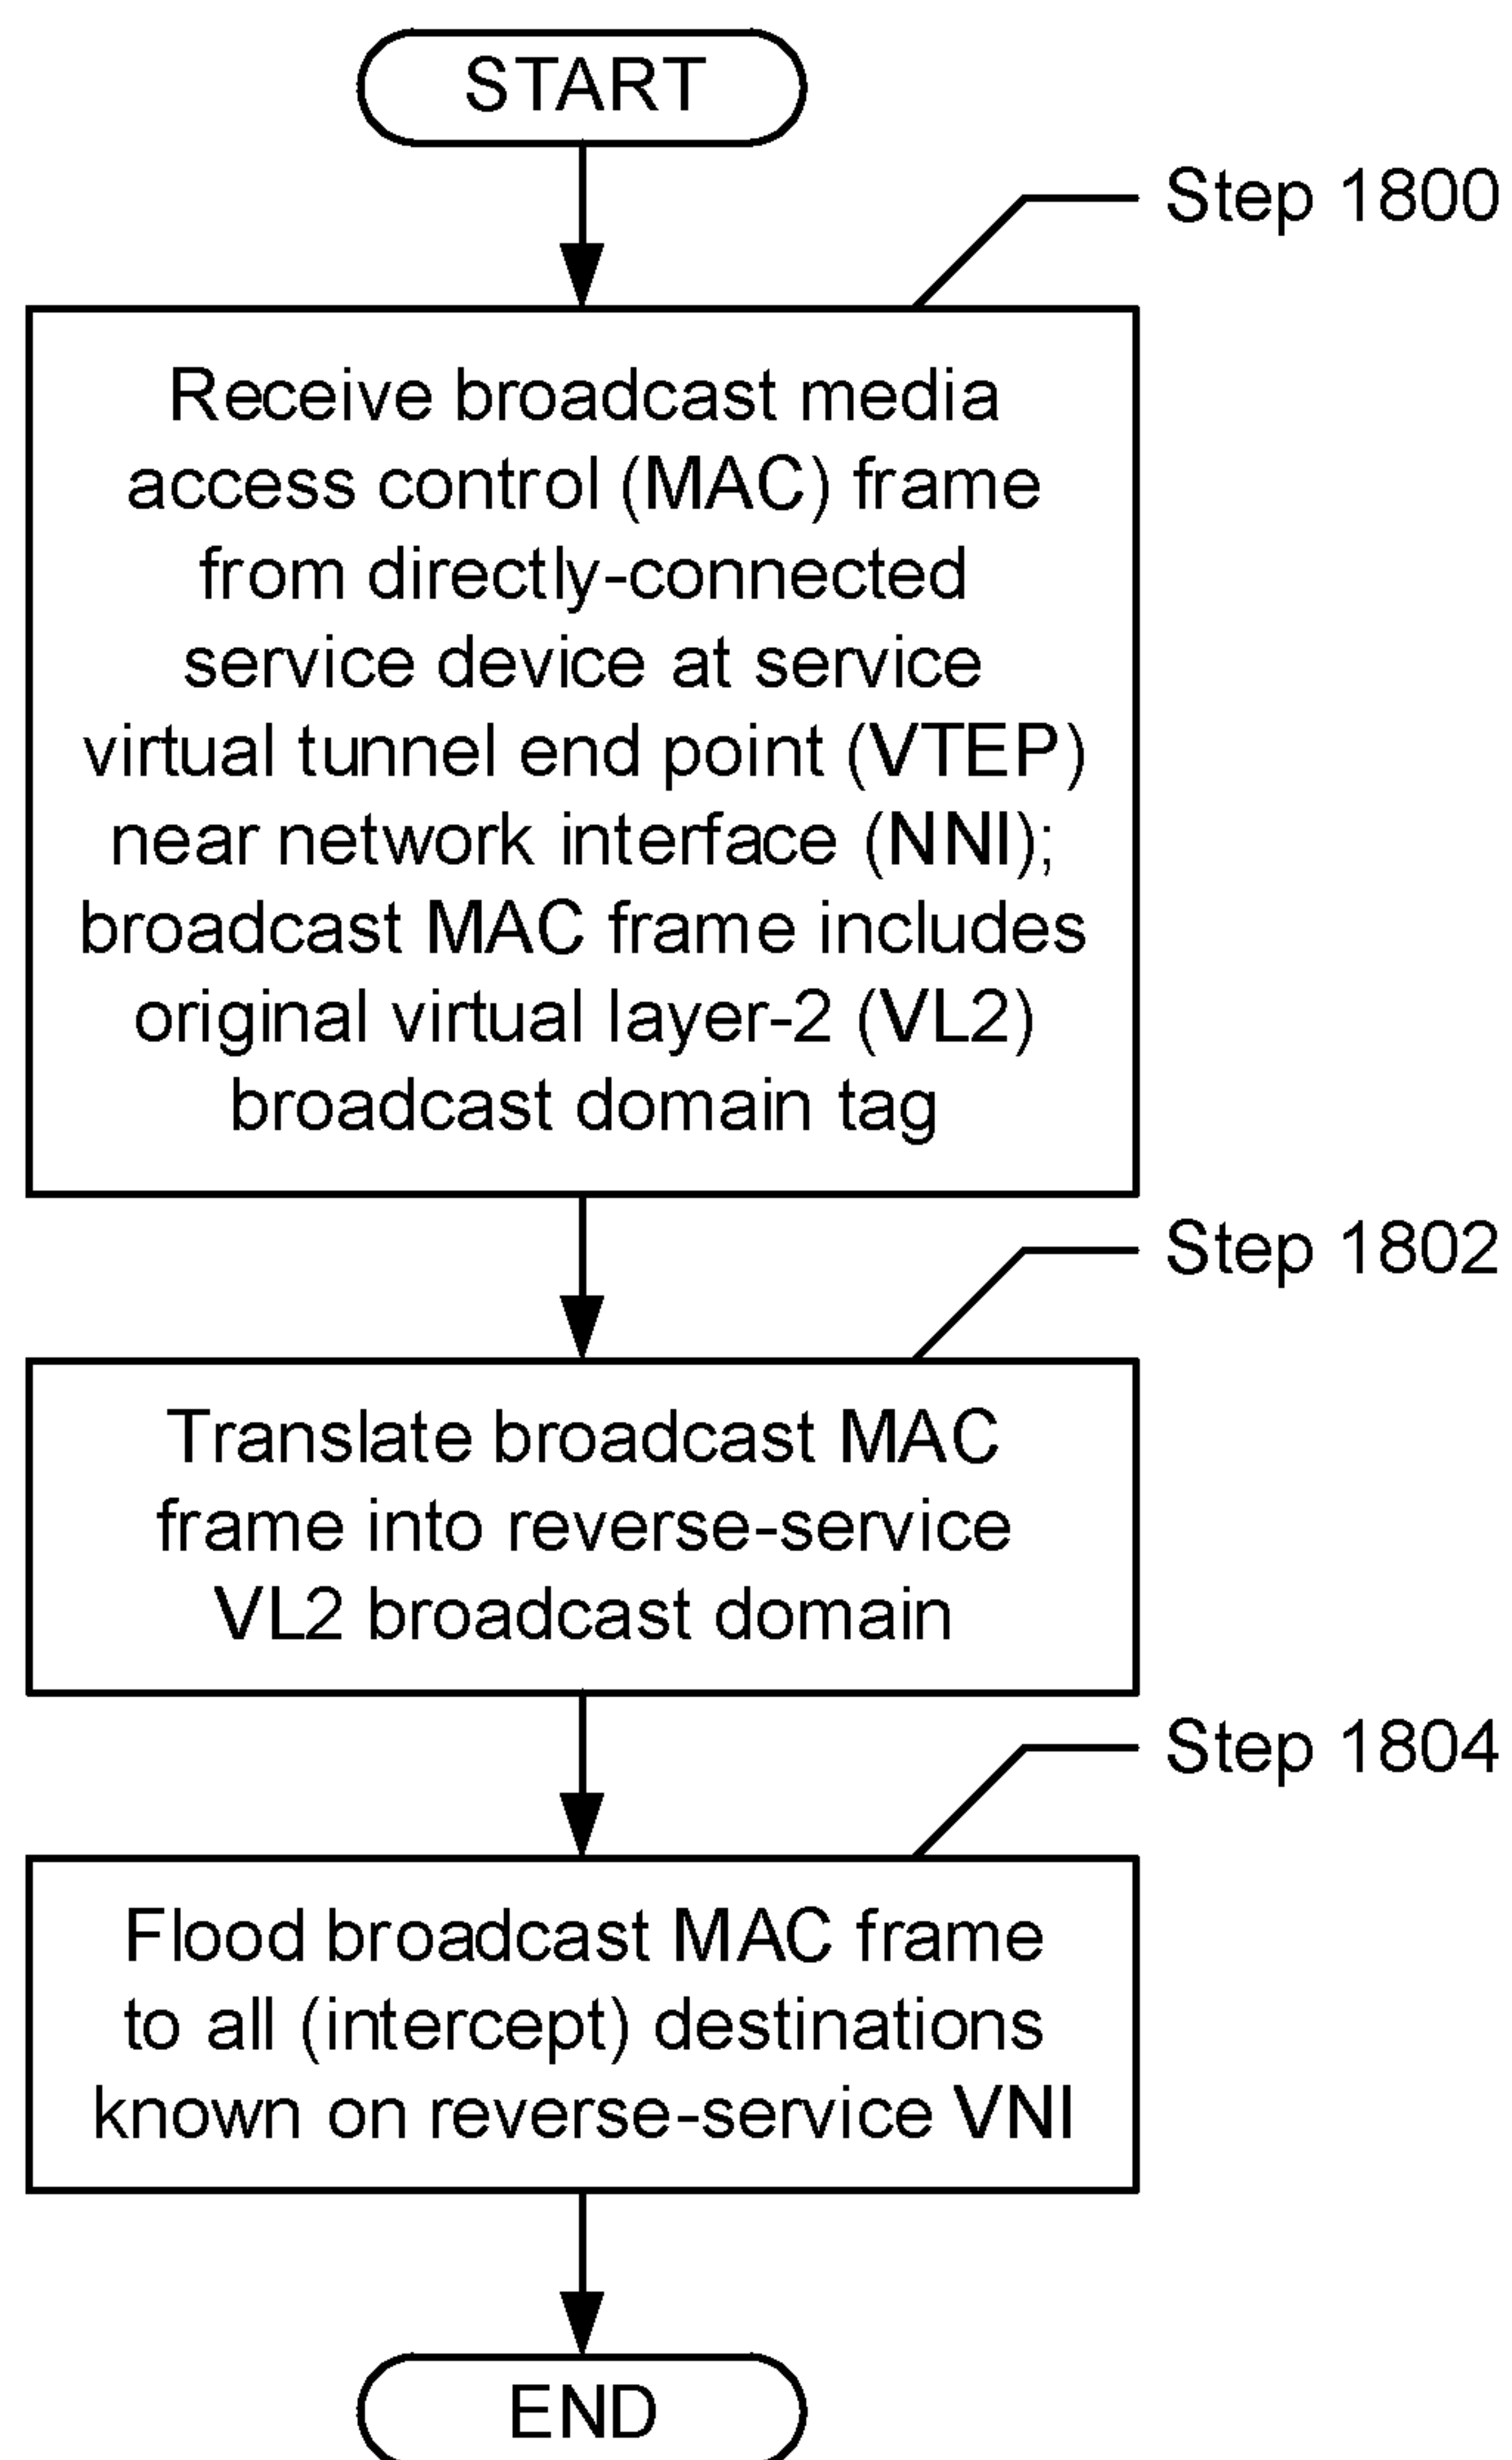 START
Step 1800
Receive broadcast media
access control (MAC) frame
from directly-connected
service device at service
virtual tunnel end point (VTEP)
near network interface (NNI);
broadcast MAC frame includes
original virtual layer-2 (VL2)
broadcast domain tag
Step 1802
Translate broadcast MAC
frame into reverse-service
VL2 broadcast domain
Step 1804
Flood broadcast MAC frame
to all (intercept) destinations
known on reverse-service VNI
END